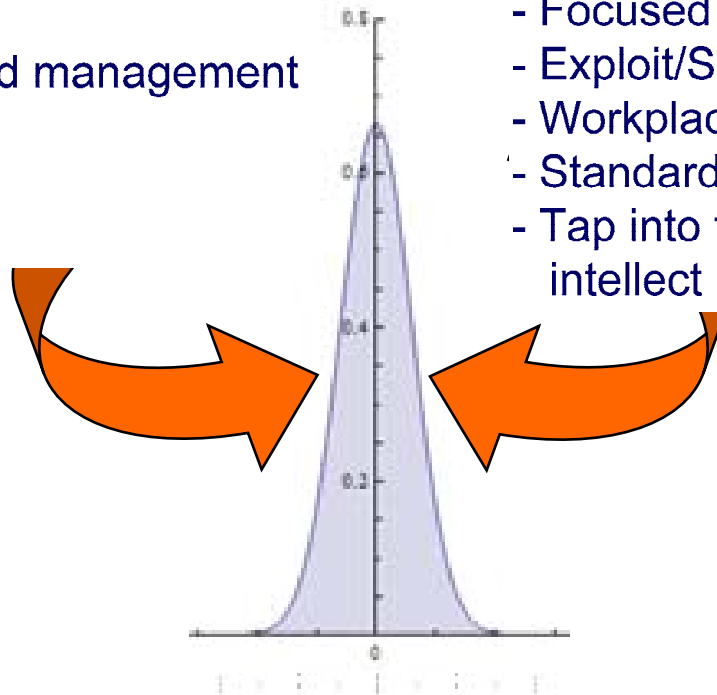 d management
- Focused
- Exploit/S
- Workplac
- Standard
- Tap into
intellect
0.8
0.6
0.4
0.2
0